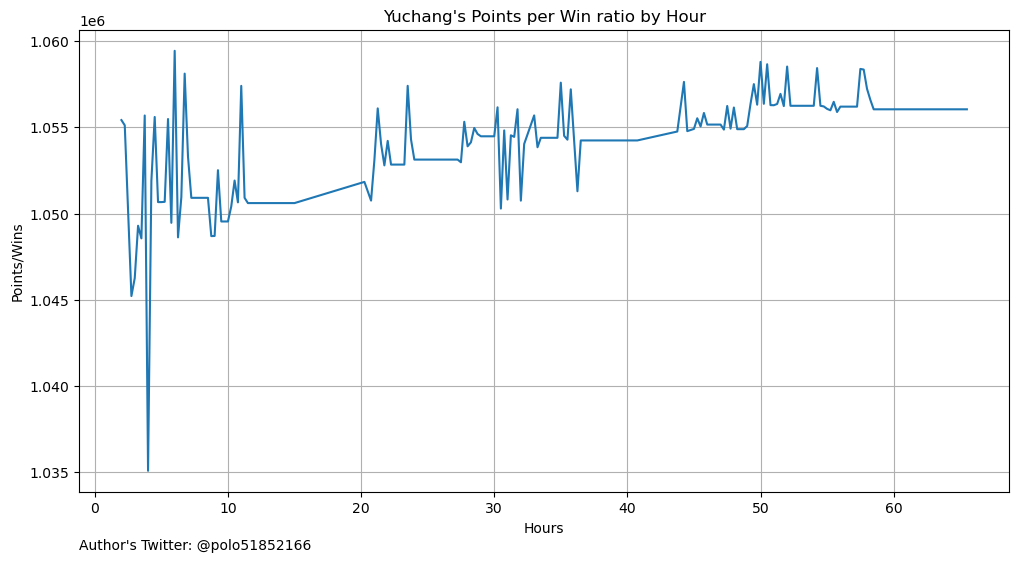 Yuchang's Points per Win ratio by Hour
1e6
1.060
1.055
1.050
1.045
1.040
1.035
Points/Wins
0 10 20 30 40 50 60
Hours
Author's Twitter: @polo51852166